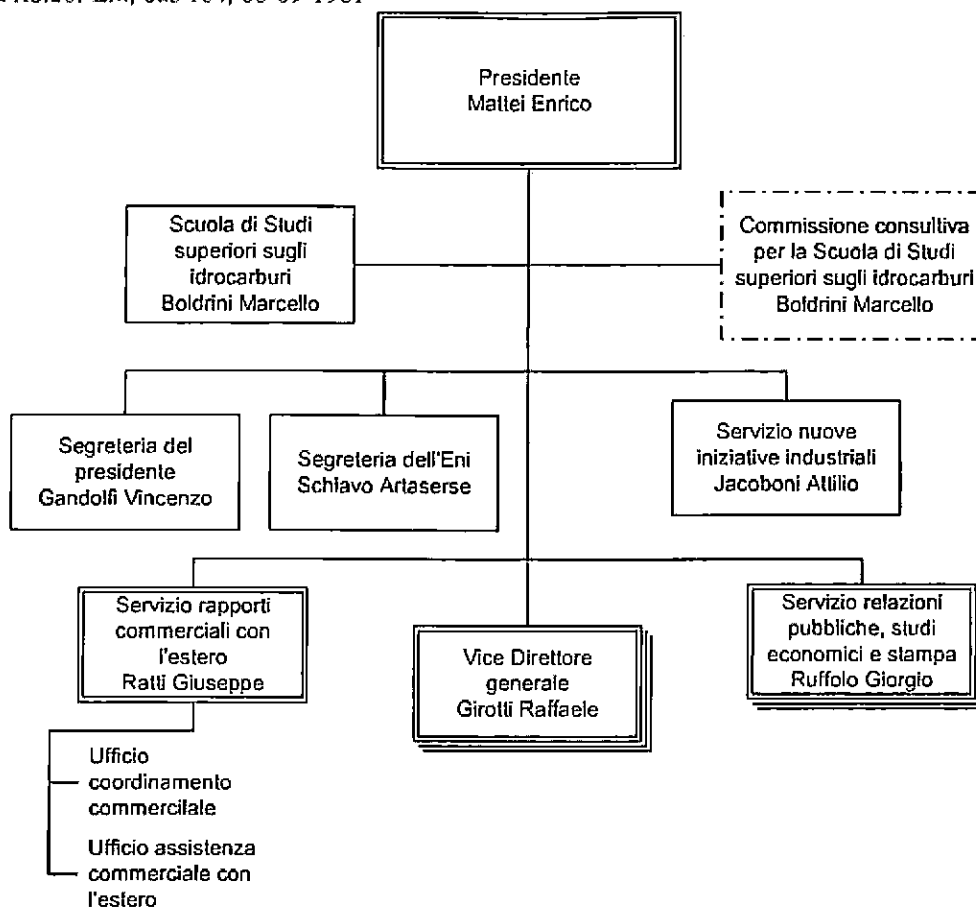 Presidente
Mattei Enrico
Scuola di Studi
superiori sugli
idrocarburi
Boldrini Marcello
Commissione consultiva
per la Scuola di Studi
superiori sugli idrocarburi
Boldrini Marcello
Segreteria del
presidente
Gandolfi Vincenzo
Segreteria dell'Eni
Schiavo Artaserse
Servizio nuove
iniziative industriali
Jacoboni Attilio
Servizio rapporti
commerciali con
l'estero
Ratti Giuseppe
Vice Direttore
generale
Girotti Raffaele
Servizio relazioni
pubbliche, studi
economici e stampa
Ruffolo Giorgio
Ufficio
coordinamento
commercilale
Ufficio assistenza
commerciale con
l'estero